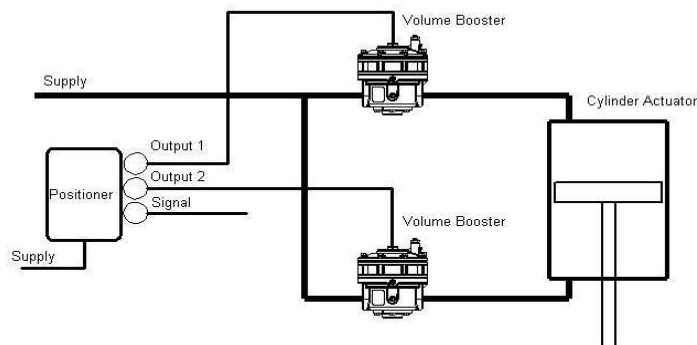 Volume Booster
Supply
Cylinder Actuator
Output 1
Output 2
Positioner
Signal
Volume Booster
Supply